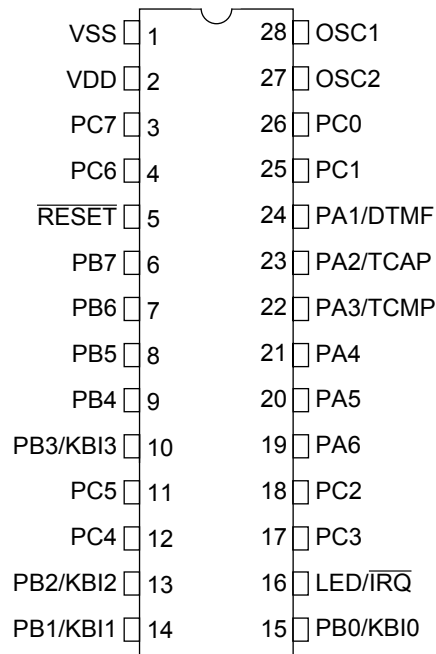 VSS 1 28 OSC1
VDD 2 27 OSC2
PC7 3 26 PC0
PC6 4 25 PC1
R̅E̅S̅E̅T̅ 5 24 PA1/DTMF
PB7 6 23 PA2/TCAP
PB6 7 22 PA3/TCMP
PB5 8 21 PA4
PB4 9 20 PA5
PB3/KBI3 10 19 PA6
PC5 11 18 PC2
PC4 12 17 PC3
PB2/KBI2 13 16 LED/I̅R̅Q̅
PB1/KBI1 14 15 PB0/KBI0